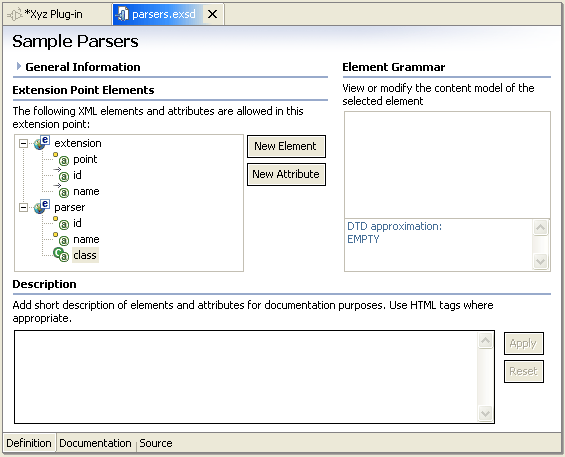 *Xyz Plug-in
parsers.exsd
Sample Parsers
General Information
Extension Point Elements
The following XML elements and attributes are allowed in this
extension point:
extension
point
id
name
parser
id
name
class
New Element
New Attribute
Element Grammar
View or modify the content model of the
selected element
DTD approximation:
EMPTY
Description
Add short description of elements and attributes for documentation purposes. Use HTML tags where
appropriate.
Apply
Reset
Definition Documentation Source